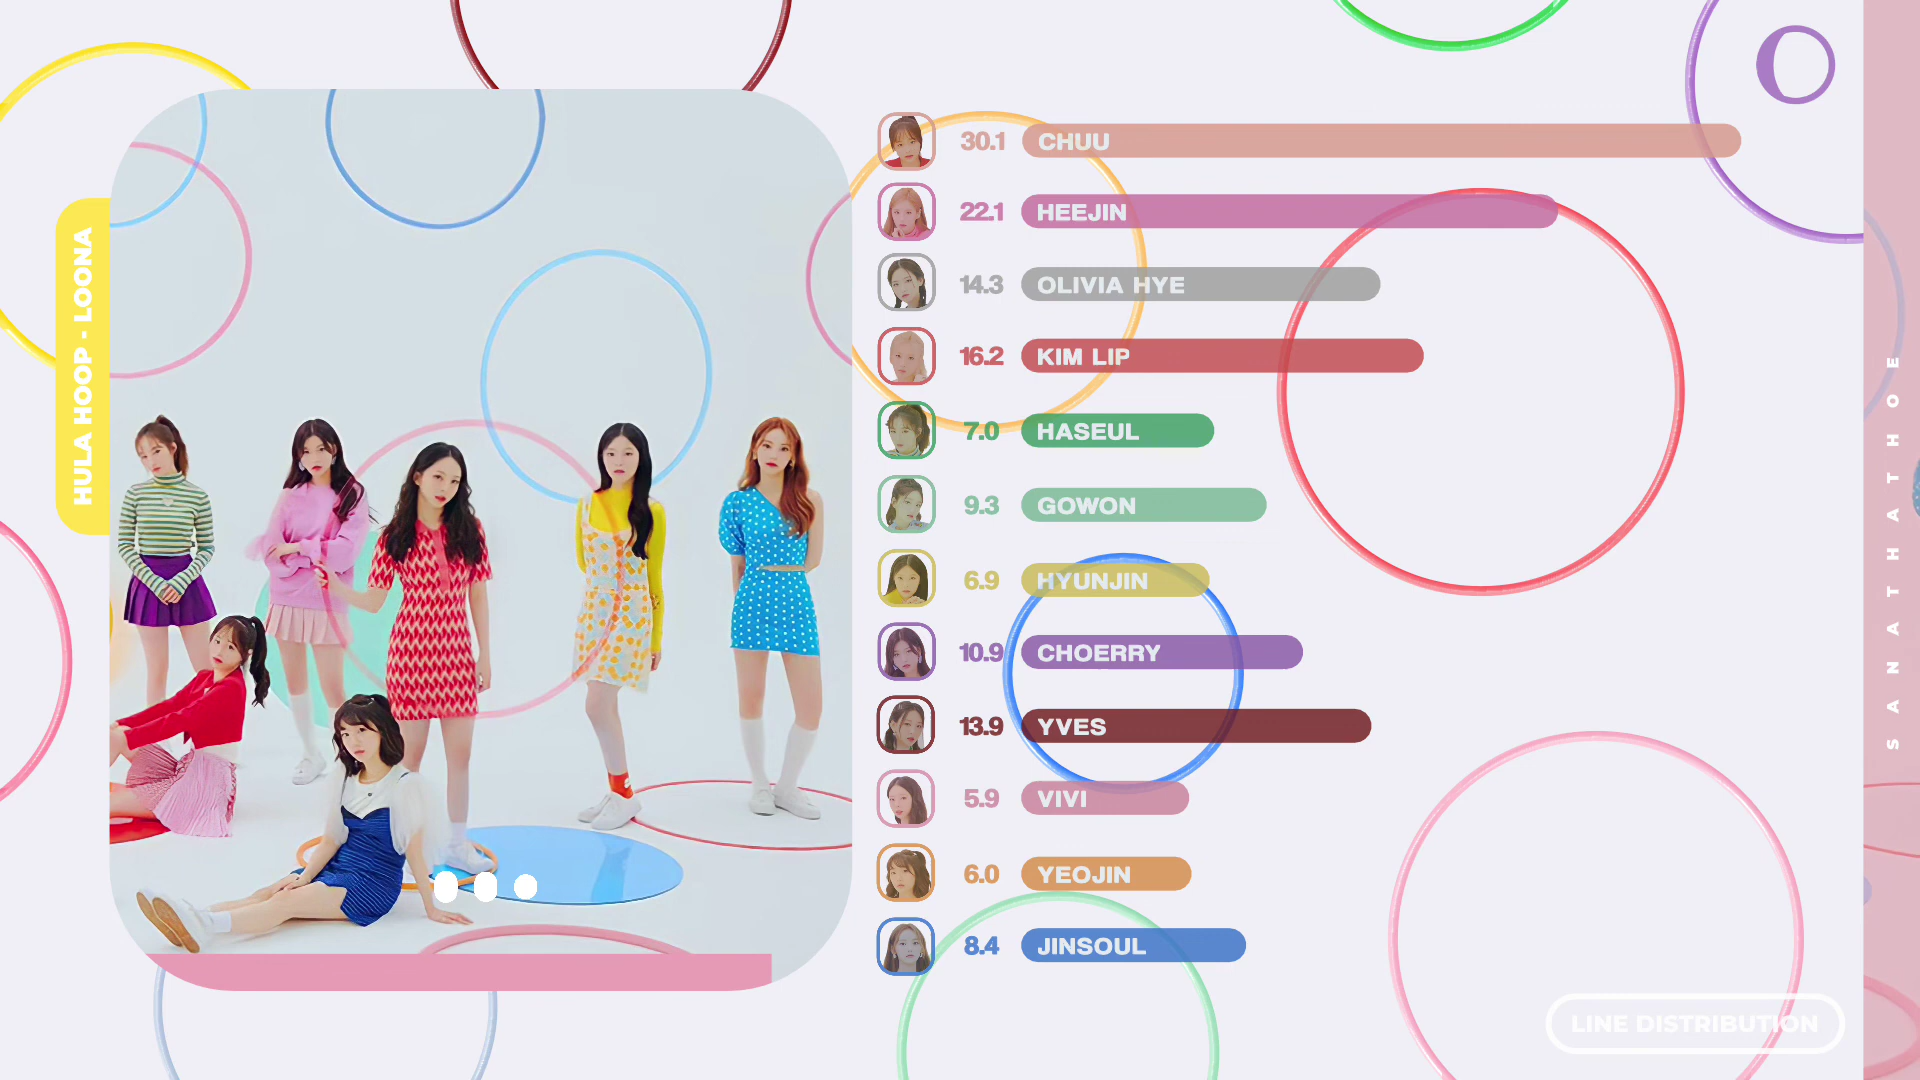 HULA HOOP - LOONA
30.1 CHUU
22.1 HEEJIN
14.3 OLIVIA HYE
16.2 KIM LIP
7.0 HASEUL
9.3 GOWON
6.9 HYUNJIN
10.9 CHOERRY
13.9 YVES
5.9 VIVI
6.0 YEOJIN
8.4 JINSOUL
LINE DISTRIBUTION
SANATHATHOE